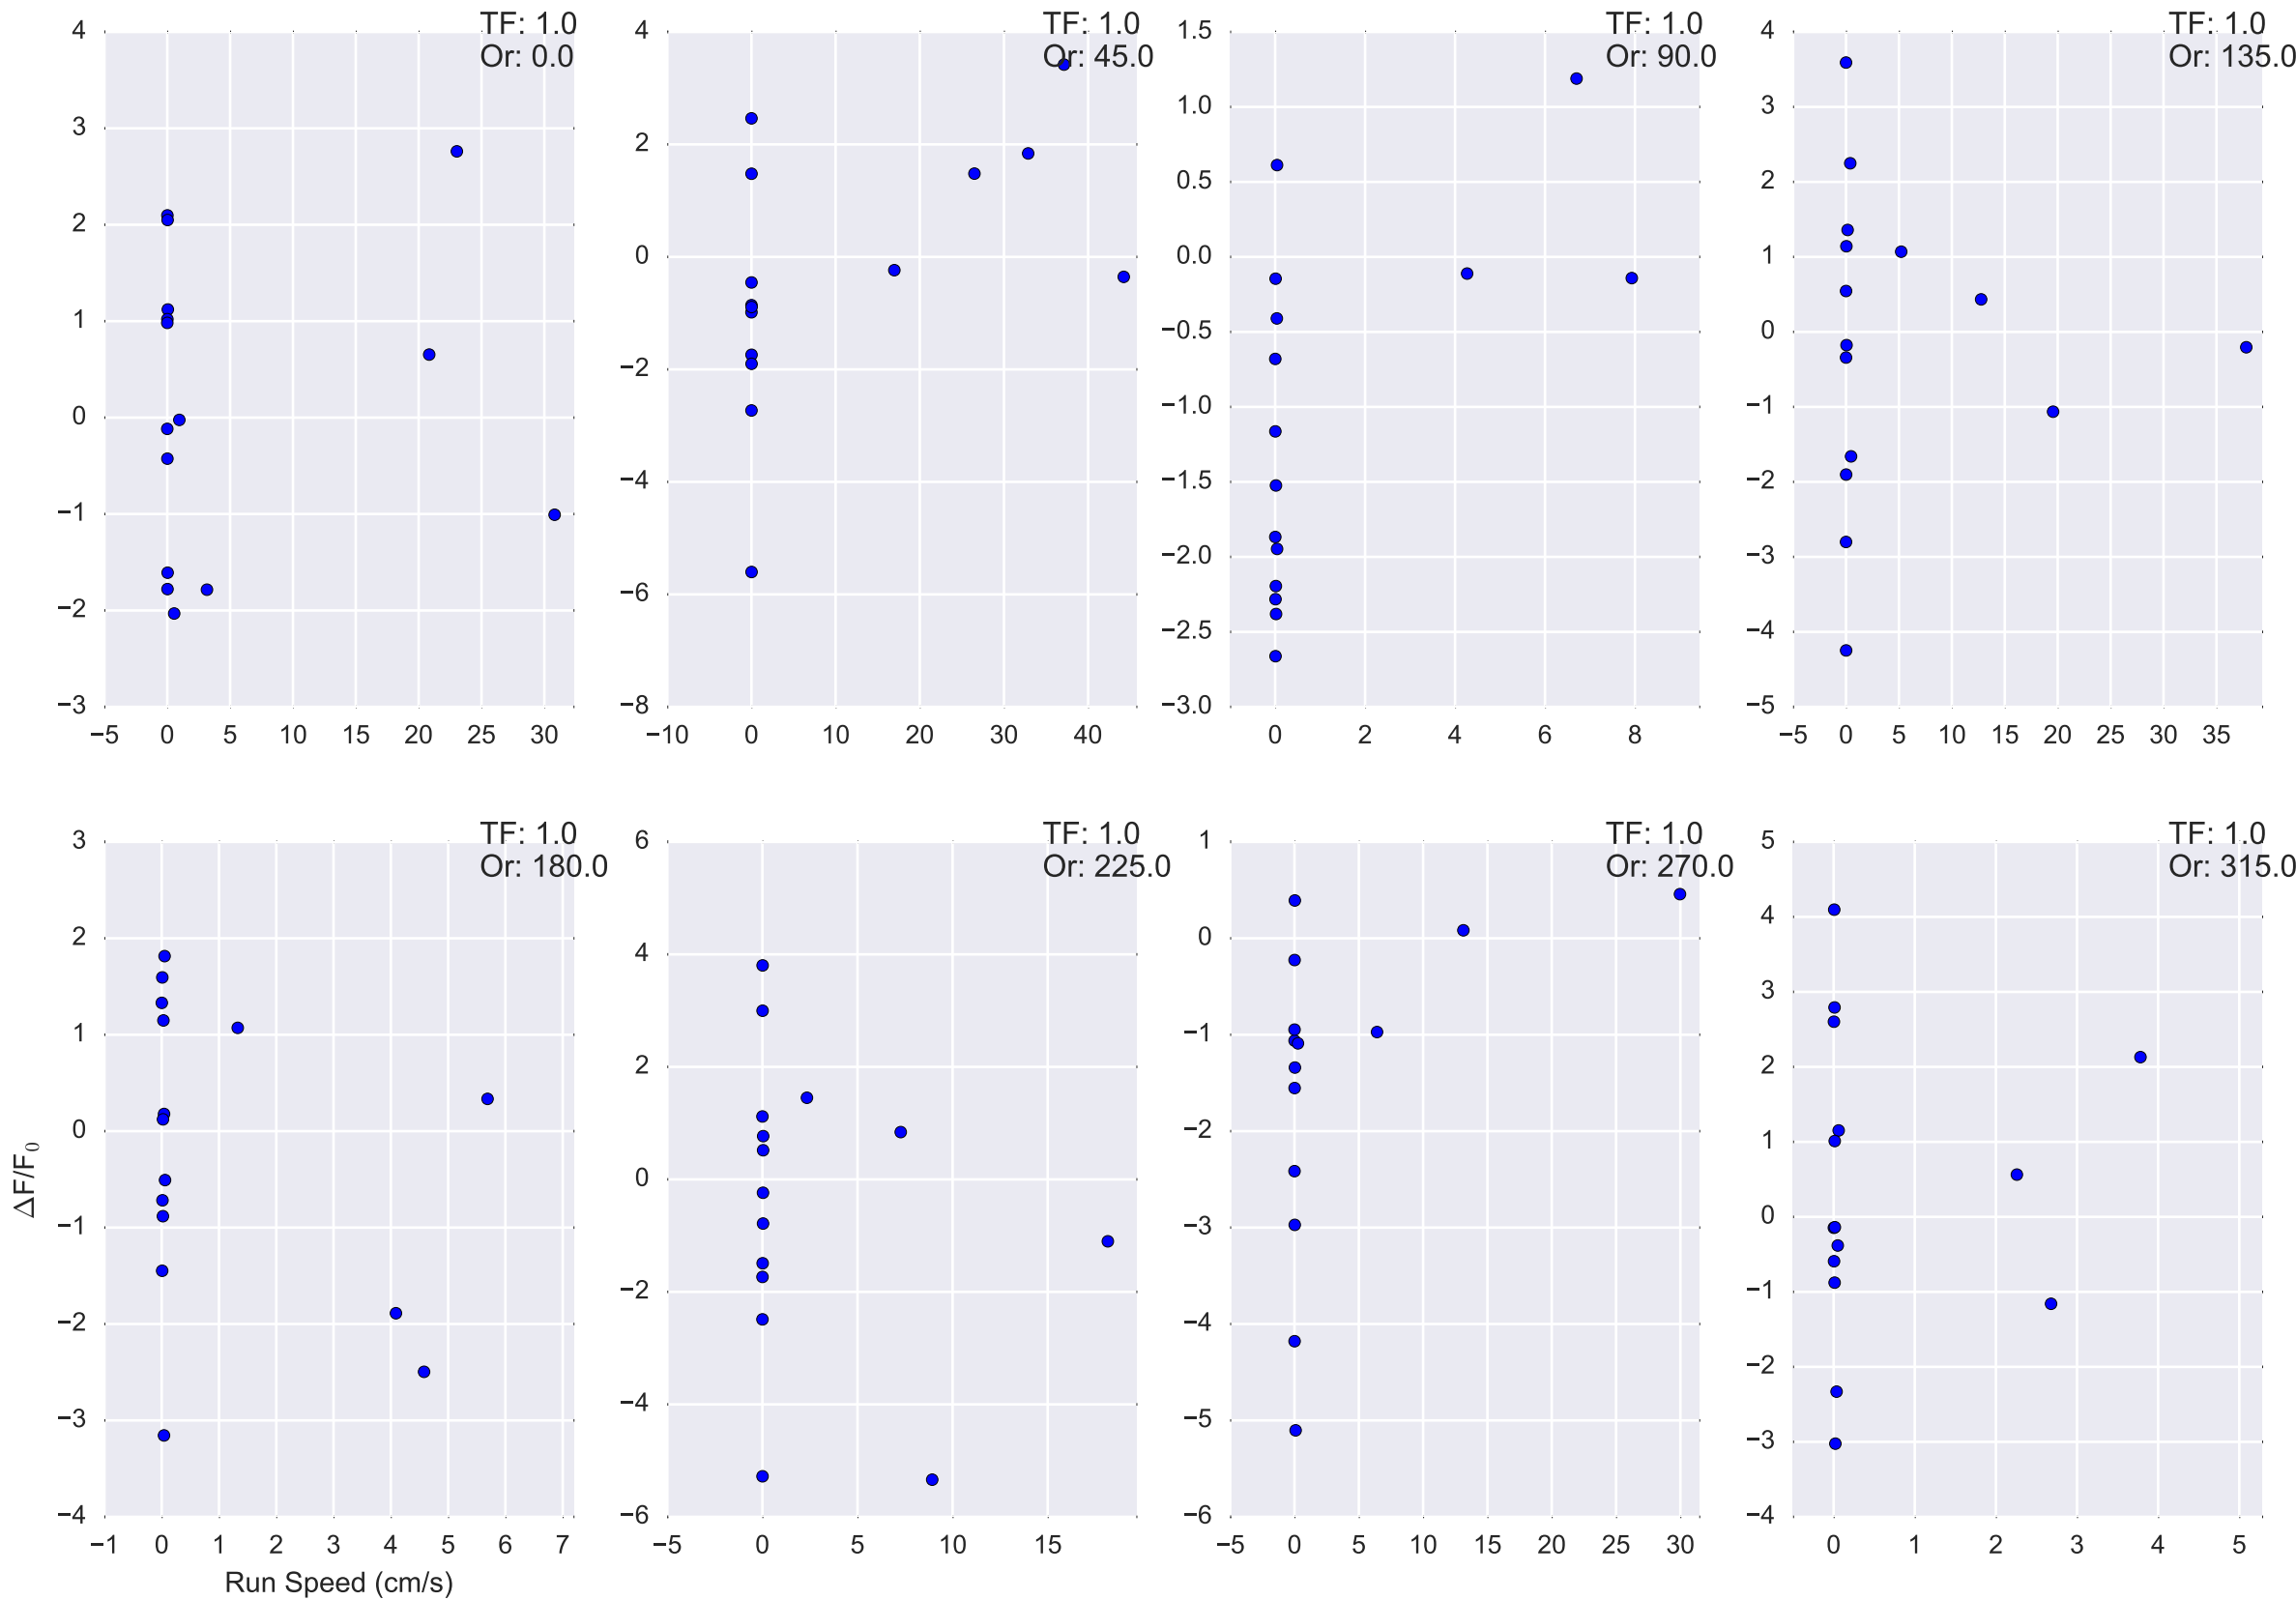 TF: 1.0
Or: 0.0
4
3
2
1
0
−1
−2
−3
−5 0 5 10 15 20 25 30
TF: 1.0
Or: 45.0
4
2
0
−2
−4
−6
−8
−10 0 10 20 30 40
TF: 1.0
Or: 90.0
1.5
1.0
0.5
0.0
−0.5
−1.0
−1.5
−2.0
−2.5
−3.0
0 2 4 6 8
TF: 1.0
Or: 135.0
4
3
2
1
0
−1
−2
−3
−4
−5
−5 0 5 10 15 20 25 30 35
TF: 1.0
Or: 180.0
3
2
1
0
−1
−2
−3
−4
ΔF/F₀
−1 0 1 2 3 4 5 6 7
Run Speed (cm/s)
TF: 1.0
Or: 225.0
6
4
2
0
−2
−4
−6
−5 0 5 10 15
TF: 1.0
Or: 270.0
1
0
−1
−2
−3
−4
−5
−6
−5 0 5 10 15 20 25 30
TF: 1.0
Or: 315.0
5
4
3
2
1
0
−1
−2
−3
−4
0 1 2 3 4 5